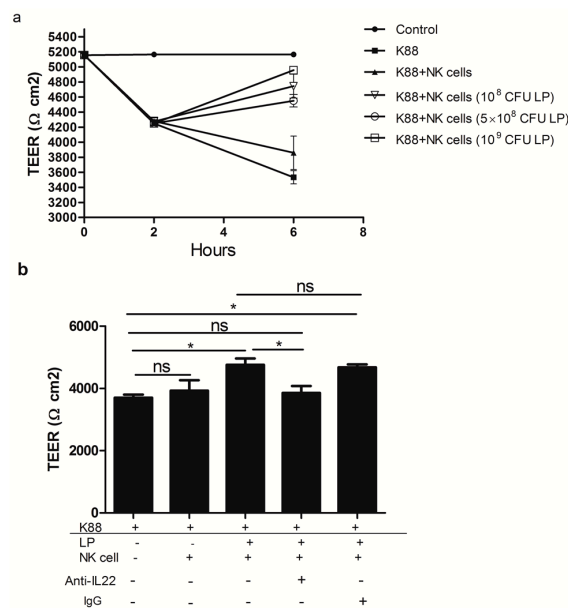 a
Control
K88
K88+NK cells
K88+NK cells (10⁸ CFU LP)
K88+NK cells (5×10⁸ CFU LP)
K88+NK cells (10⁹ CFU LP)
TEER (Ω cm2)
5200
5000
4800
4600
4400
4200
4000
3800
3600
3400
3200
3000
0 2 4 6 8
Hours
b
ns
*
ns
* *
ns
TEER (Ω cm2)
6000
4000
2000
0
K88 + + + + +
LP - - + + +
NK cell - + + + +
Anti-IL22 - - - + -
IgG - - - - +